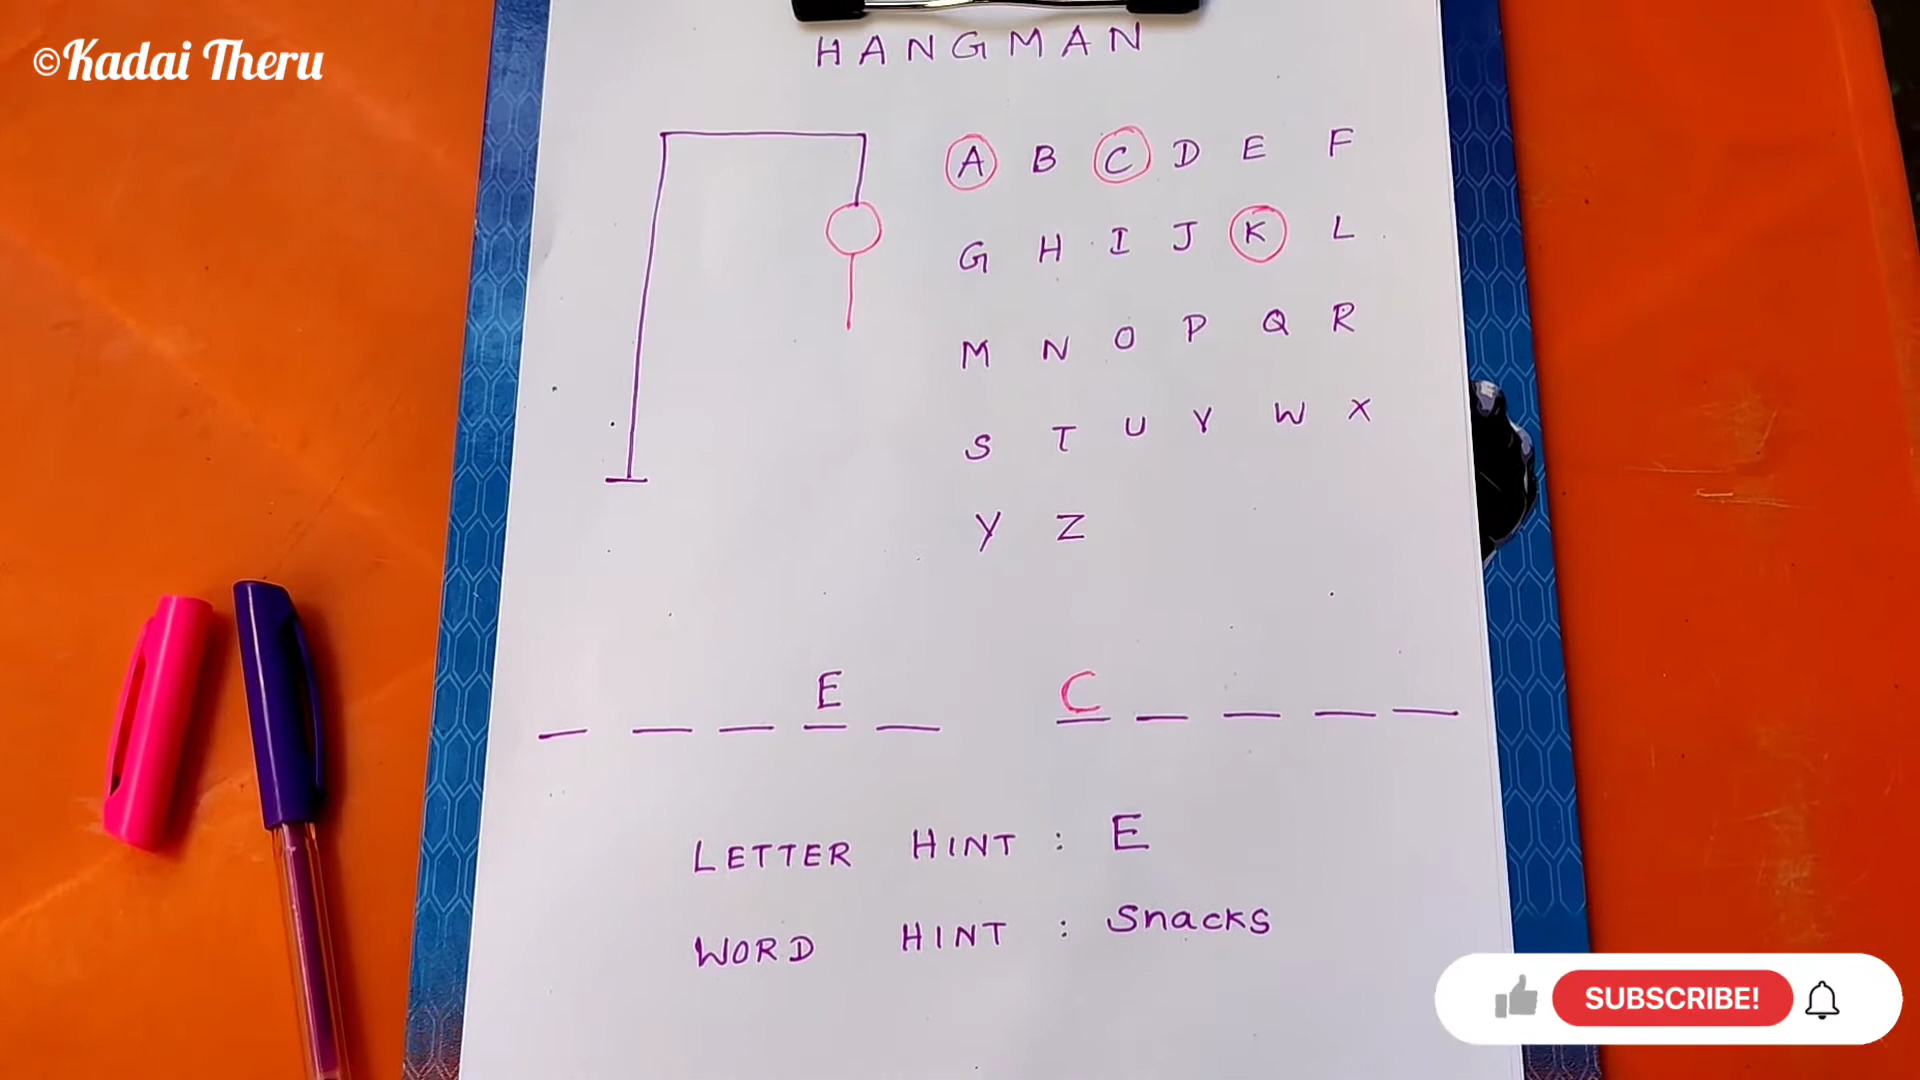 ©Kadai Theru
HANGMAN
A B C D E F
G H I J K L
M N O P Q R
S T U V W X
Y Z
_ _ _ E _ C _ _ _ _
LETTER HINT : E
WORD HINT : Snacks
SUBSCRIBE!